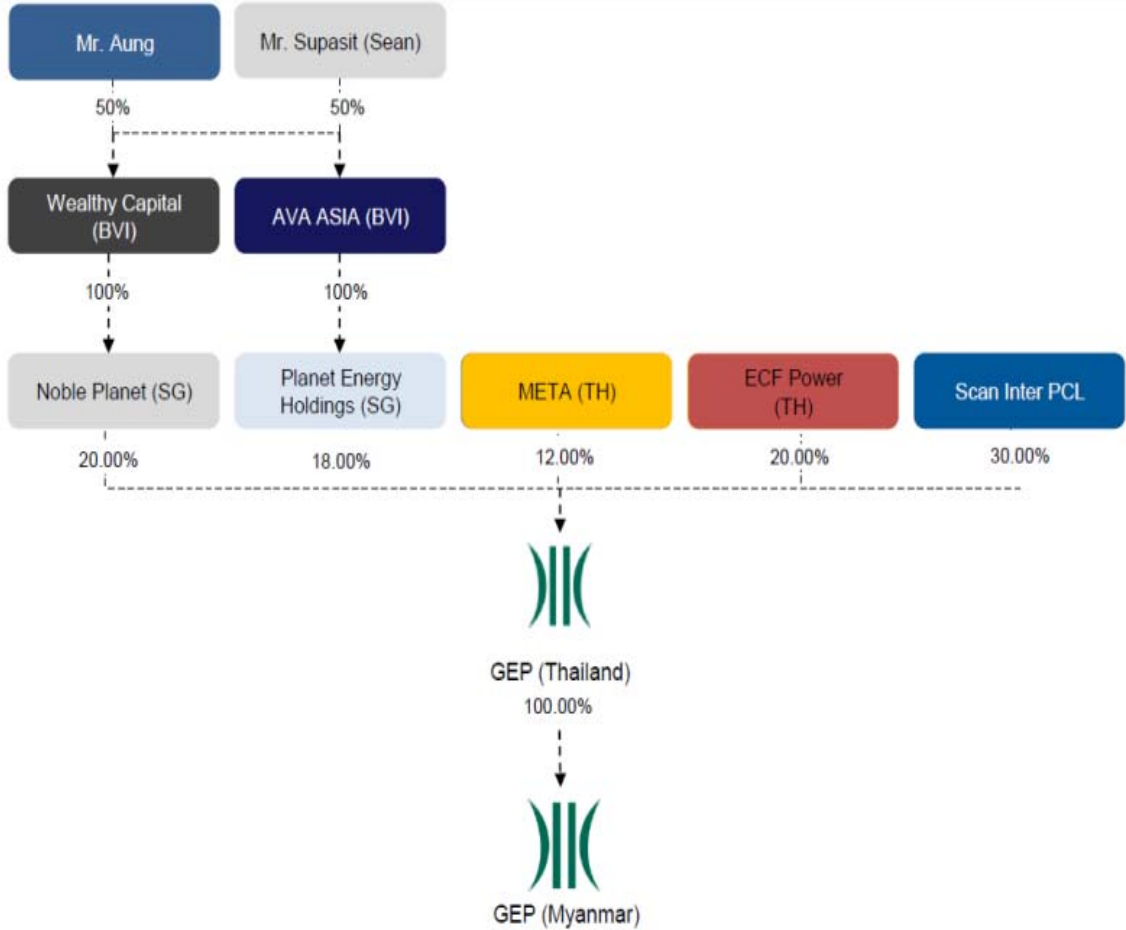 Mr. Aung
Mr. Supasit (Sean)
50%
50%
Wealthy Capital
(BVI)
AVA ASIA (BVI)
100%
100%
Noble Planet (SG)
Planet Energy
Holdings (SG)
META (TH)
ECF Power
(TH)
Scan Inter PCL
20.00%
18.00%
12.00%
20.00%
30.00%
GEP (Thailand)
100.00%
GEP (Myanmar)